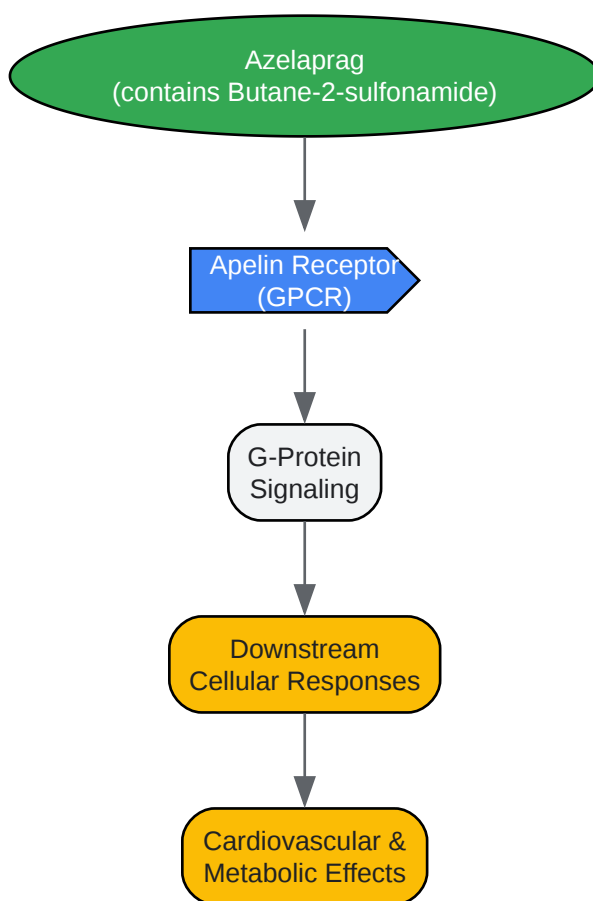 Azelaprag
(contains Butane-2-sulfonamide)
Apelin Receptor
(GPCR)
G-Protein
Signaling
Downstream
Cellular Responses
Cardiovascular &
Metabolic Effects